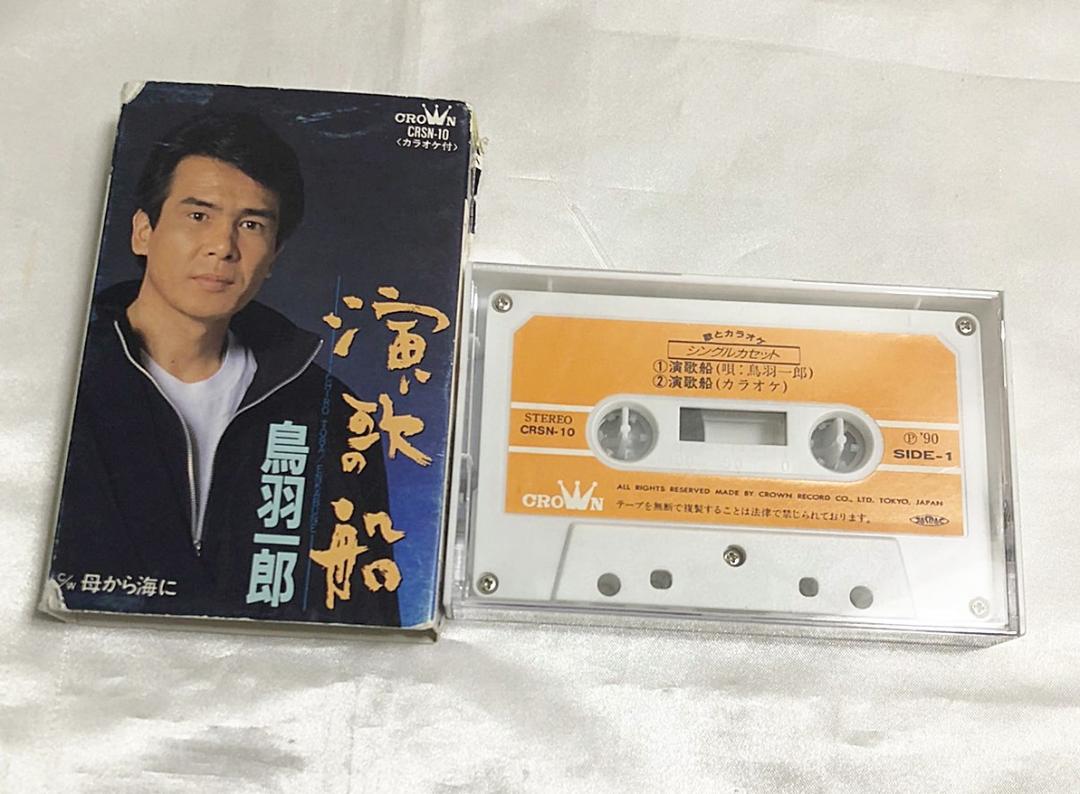 CROWN
CRSN-10
〈カラオケ付〉
演歌の船
鳥羽一郎
C/W 母から海に
歌とカラオケ
シングルカセット
①演歌船(唄:鳥羽一郎)
②演歌船(カラオケ)
STEREO
CRSN-10
Ⓟ'90
SIDE-1
CROWN
ALL RIGHTS RESERVED MADE BY CROWN RECORD CO., LTD. TOKYO, JAPAN
テープを無断で複製することは法律で禁じられております。
JASRAC